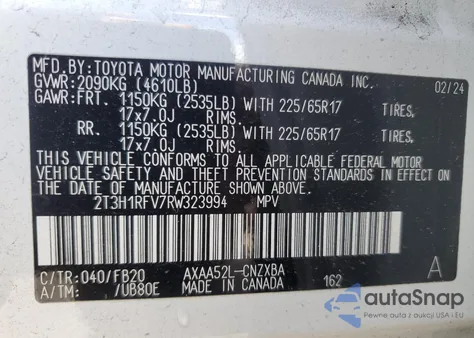 MFD.BY:TOYOTA MOTOR MANUFACTURING CANADA INC. 02/24
GVWR:2090KG (4610LB)
GAWR:FRT. 1150KG (2535LB) WITH 225/65R17 TIRES,
17x7.0J RIMS,
RR. 1150KG (2535LB) WITH 225/65R17 TIRES,
17x7.0J RIMS.
THIS VEHICLE CONFORMS TO ALL APPLICABLE FEDERAL MOTOR
VEHICLE SAFETY AND THEFT PREVENTION STANDARDS IN EFFECT ON
THE DATE OF MANUFACTURE SHOWN ABOVE.
2T3H1RFV7RW323994 MPV
C/TR:040/FB20 AXAA52L-CNZXBA A
A/TM: /UB80E MADE IN CANADA 162
autaSnap
Pewne auta z USA i EU